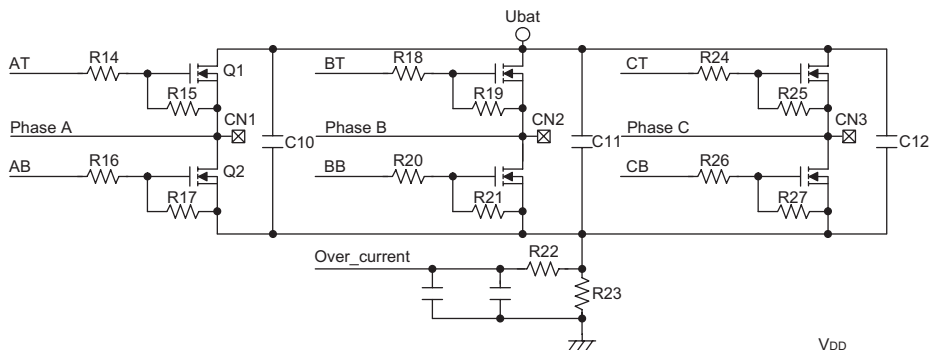 Ubat
AT
R14
Q1
R15
BT
R18
R19
CT
R24
R25
Phase A
CN1
C10
Phase B
CN2
C11
Phase C
CN3
C12
AB
R16
Q2
R17
BB
R20
R21
CB
R26
R27
Over_current
R22
R23
VDD